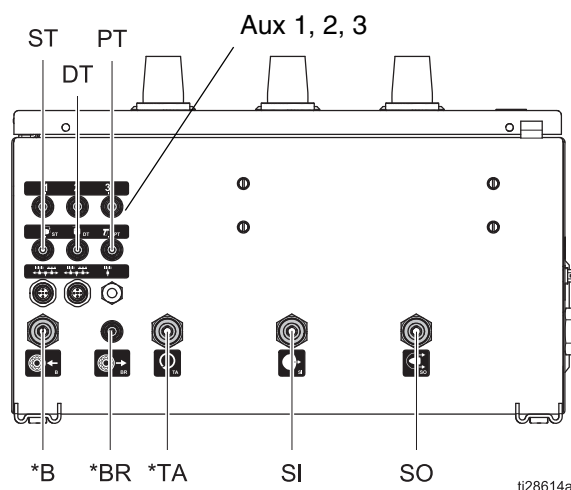 ST PT Aux 1, 2, 3
DT
1 2 3
ST DT PT
B BR TA SI SO
*B *BR *TA SI SO
ti28614a